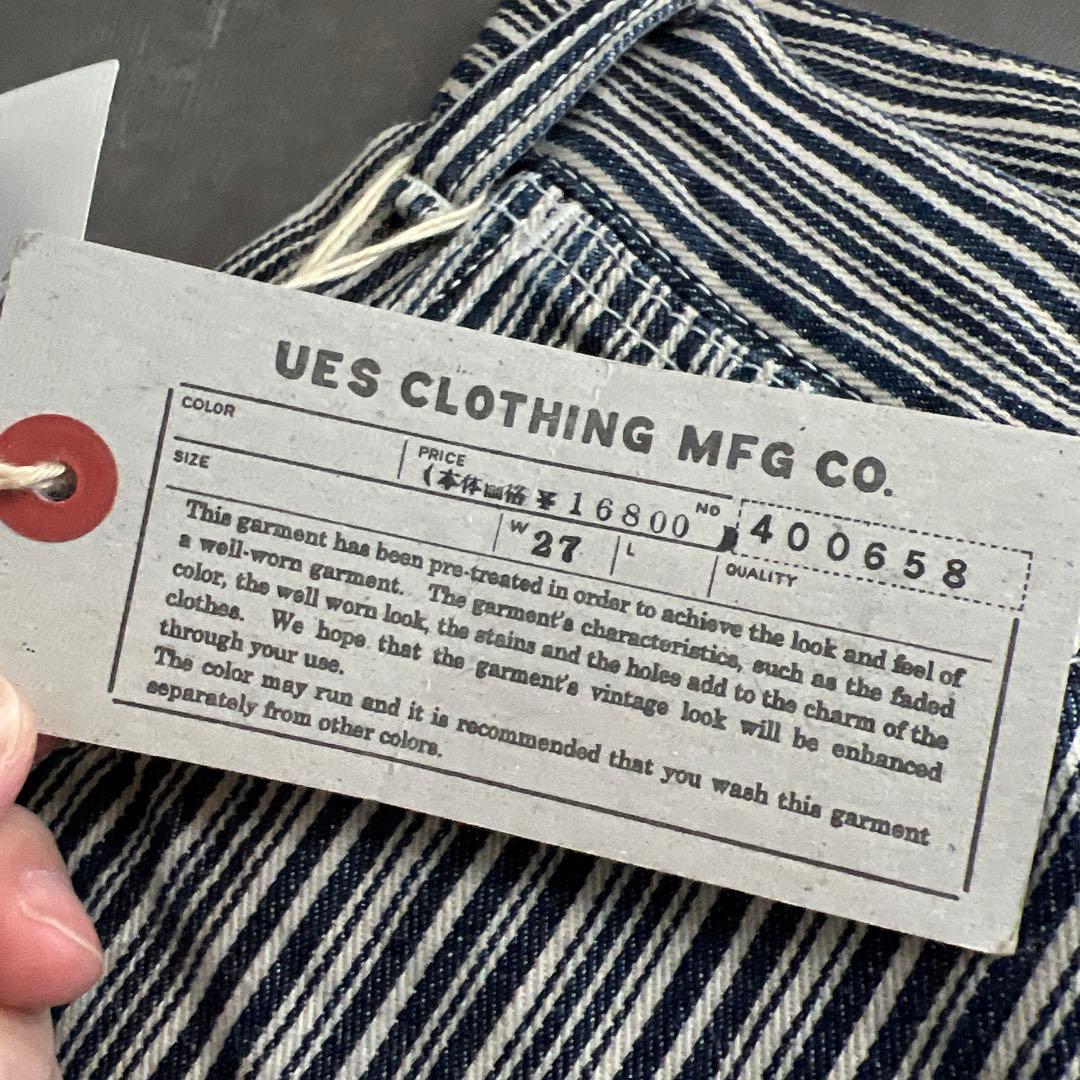 UES CLOTHING MFG CO.
COLOR
PRICE
(本体価格 ¥16800
NO
400658
SIZE
W
27
L
QUALITY
This garment has been pre-treated in order to achieve the look and feel of
a well-worn garment. The garment's characteristics, such as the faded
color, the well worn look, the stains and the holes add to the charm of the
clothes. We hope that the garment's vintage look will be enhanced
through your use.
The color may run and it is recommended that you wash this garment
separately from other colors.